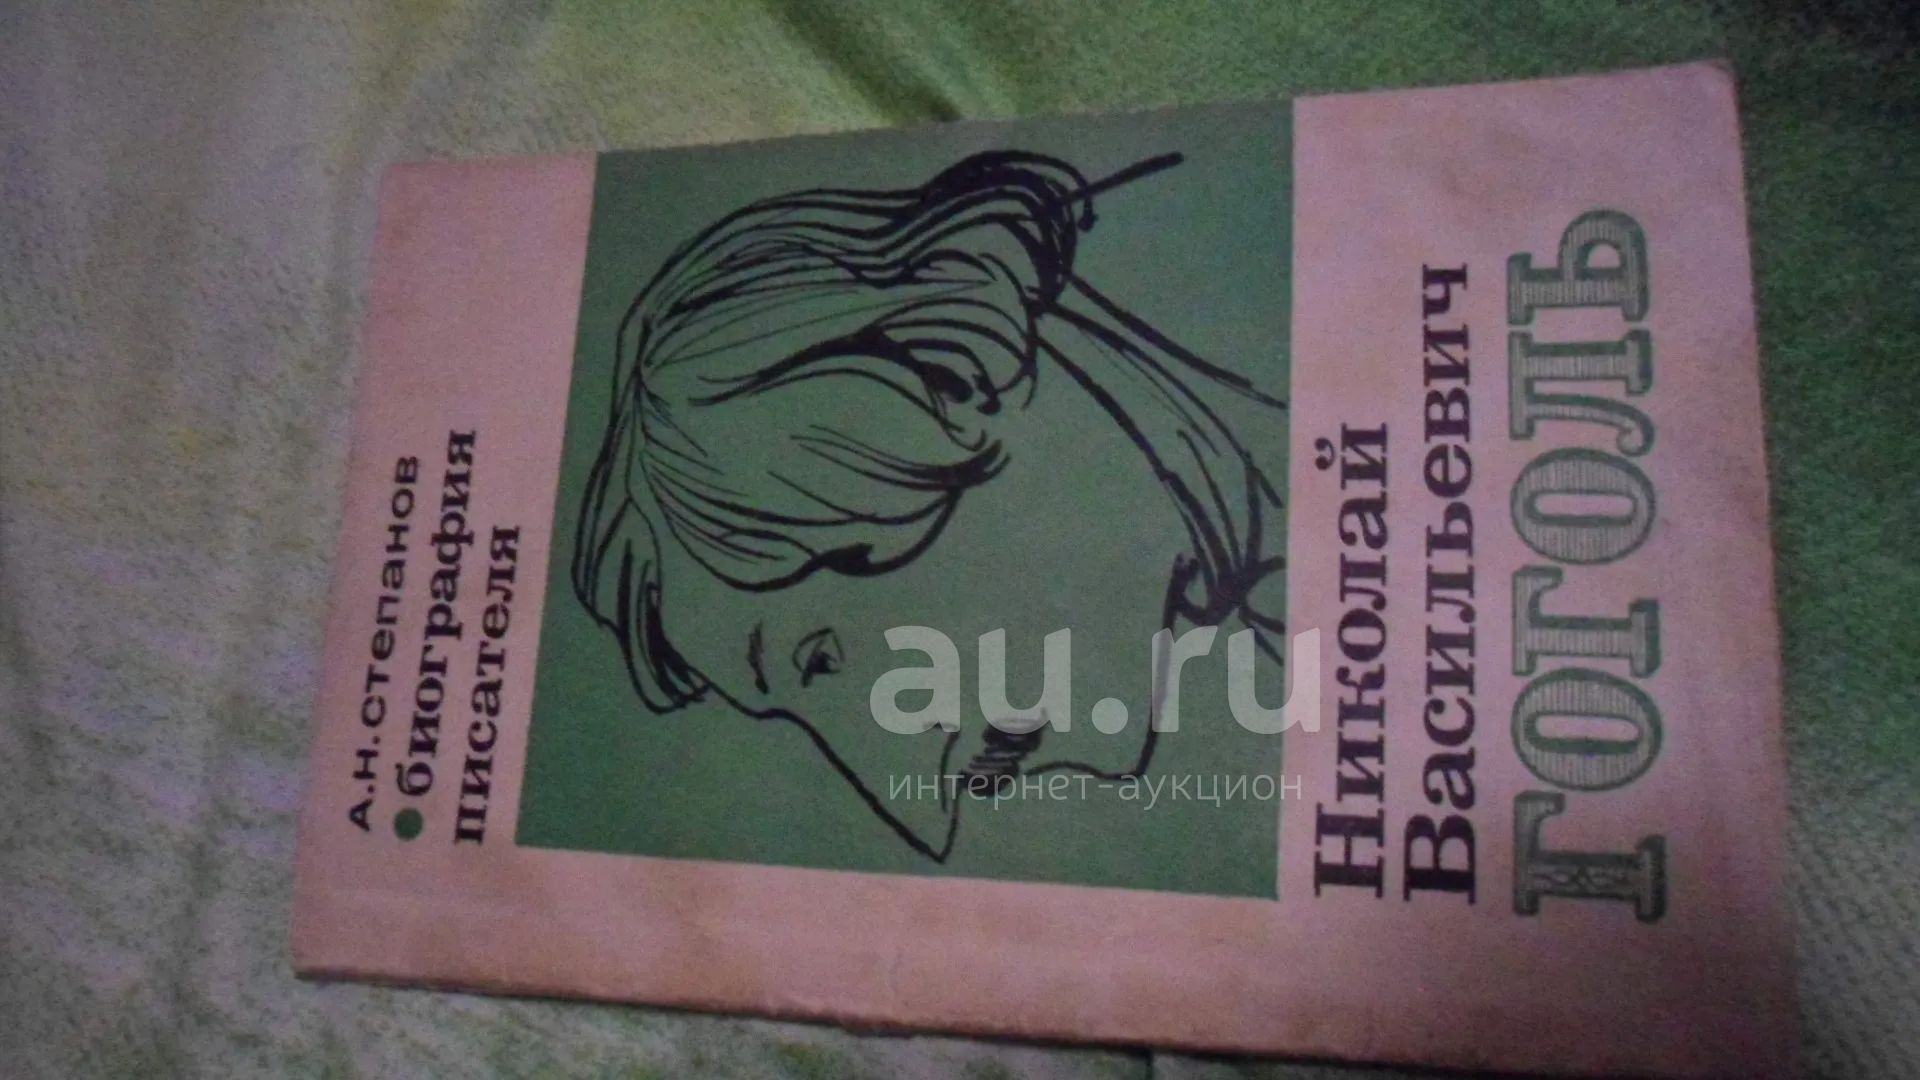 А.Н.СТЕПАНОВ
биография
писателя
Николай
Васильевич
ГОГОЛЬ
au.ru
интернет-аукцион